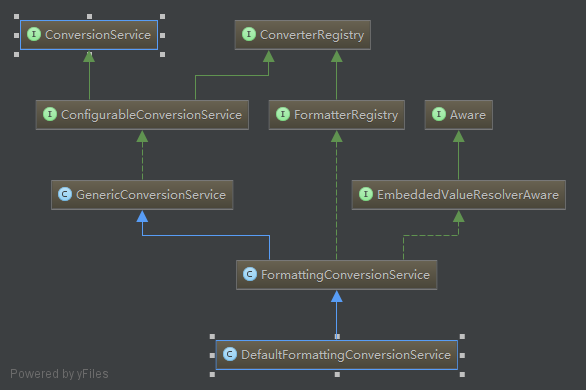 I ConversionService
I ConverterRegistry
I ConfigurableConversionService
I FormatterRegistry
I Aware
C GenericConversionService
I EmbeddedValueResolverAware
C FormattingConversionService
C DefaultFormattingConversionService
Powered by yFiles